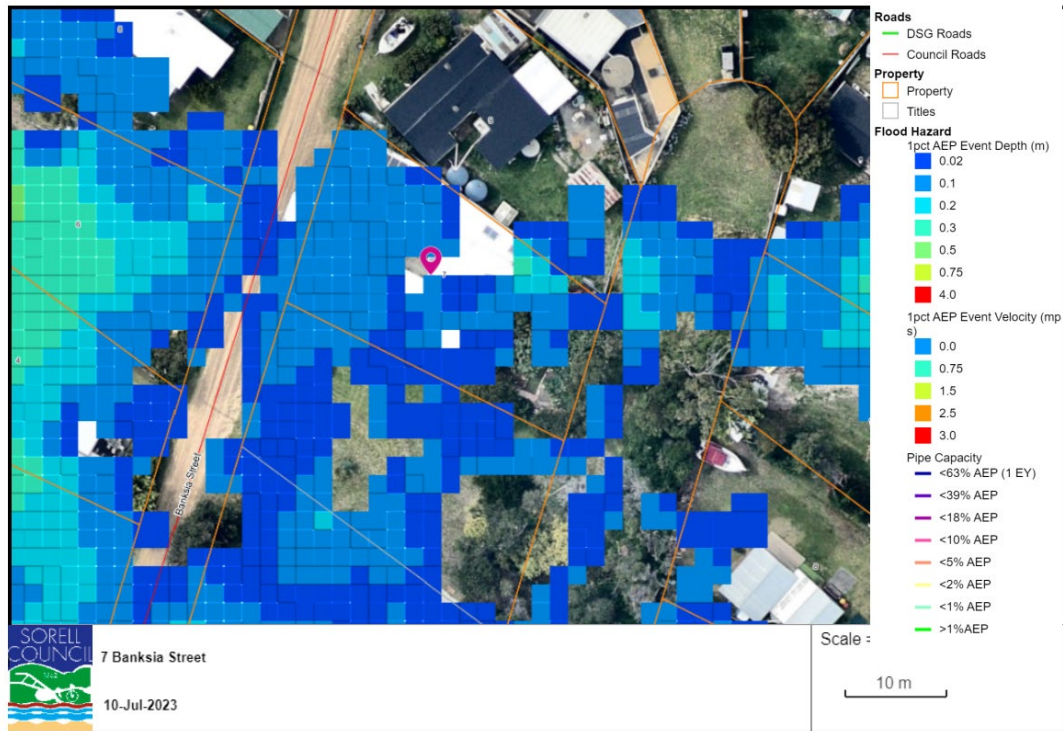 Roads
DSG Roads
Council Roads
Property
Property
Titles
Flood Hazard
1pct AEP Event Depth (m)
0.02
0.1
0.2
0.3
0.5
0.75
4.0
1pct AEP Event Velocity (mp
s)
0.0
0.75
1.5
2.5
3.0
Pipe Capacity
<63% AEP (1 EY)
<39% AEP
<18% AEP
<10% AEP
<5% AEP
<2% AEP
<1% AEP
>1%AEP
6
4
7
Banksia Street
SORELL
COUNCIL
7 Banksia Street
10-Jul-2023
Scale =
10 m